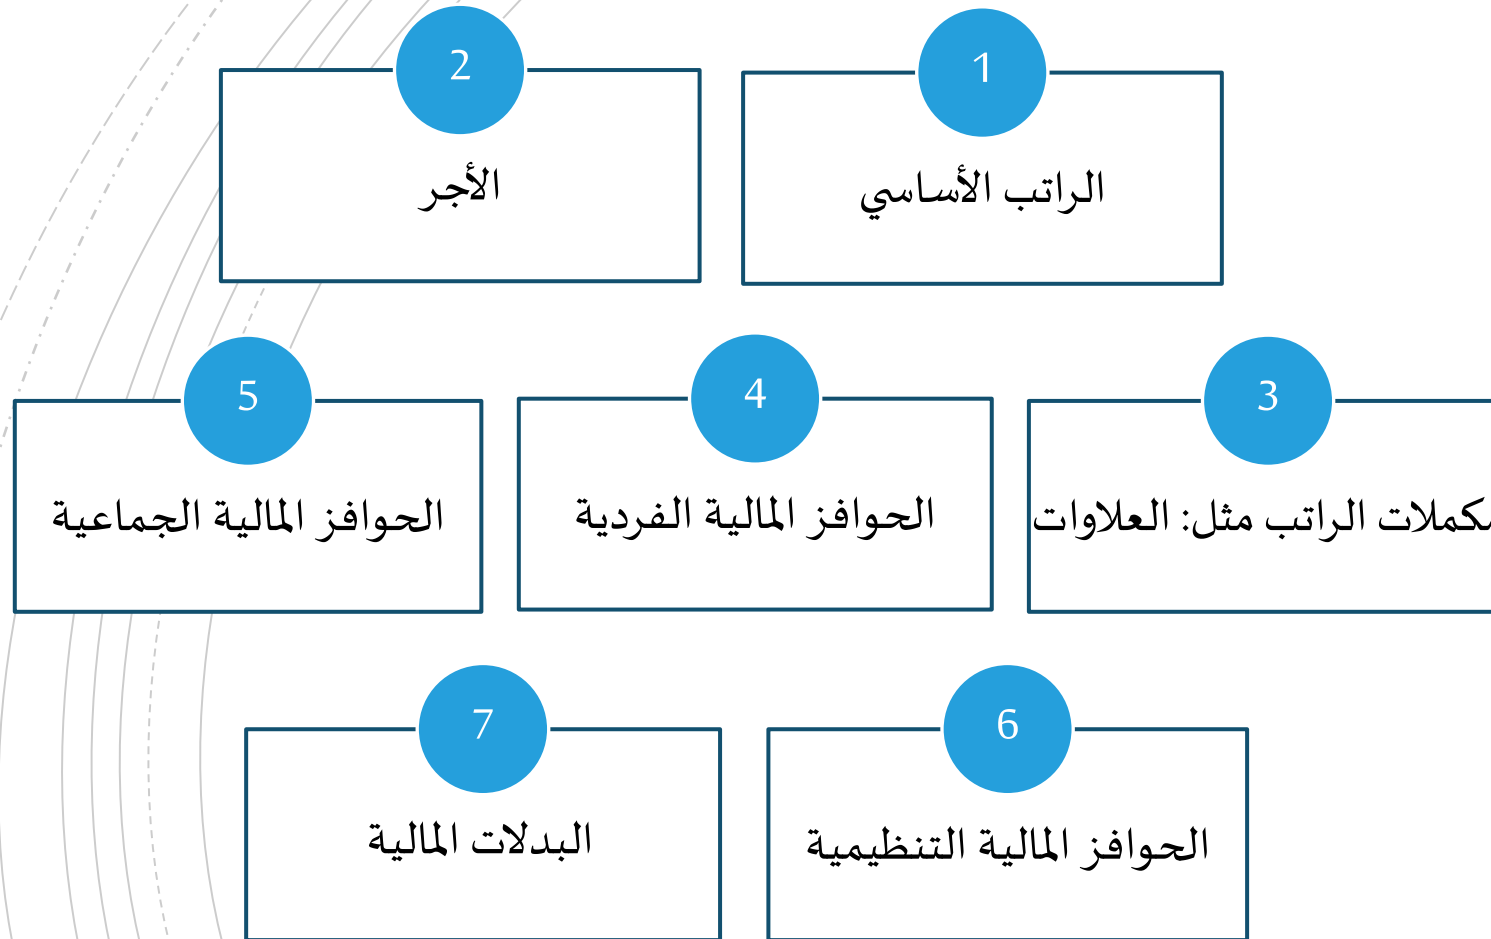 1
الراتب الأساسي
2
الأجر
3
مكملات الراتب مثل: العلاوات
4
الحوافز المالية الفردية
5
الحوافز المالية الجماعية
6
الحوافز المالية التنظيمية
7
البدلات المالية